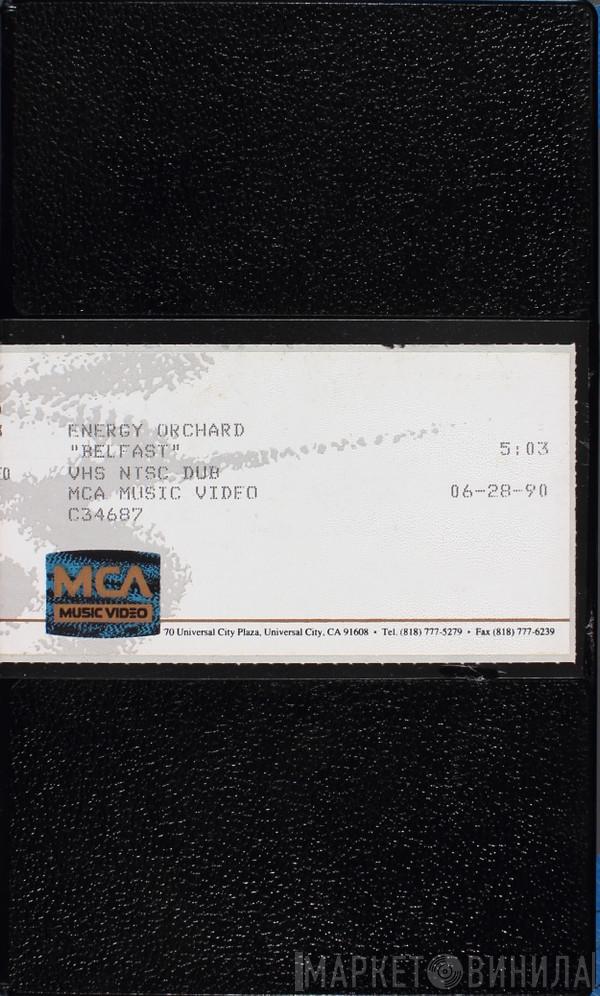 ENERGY ORCHARD
"BELFAST" 5:03
VHS NTSC DUB
MCA MUSIC VIDEO 06-28-90
C34687
MCA
MUSIC VIDEO
70 Universal City Plaza, Universal City, CA 91608 • Tel. (818) 777-5279 • Fax (818) 777-6239
МАРКЕТ ВИНИЛА